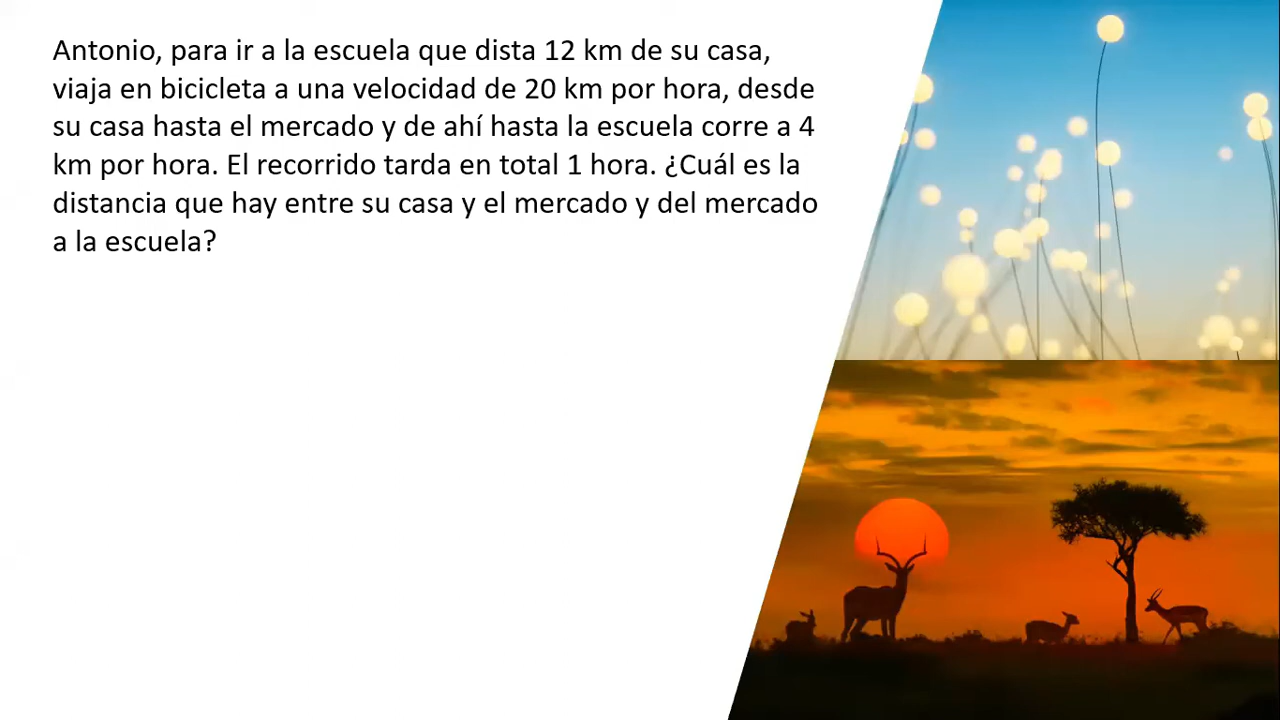 Antonio, para ir a la escuela que dista 12 km de su casa,
viaja en bicicleta a una velocidad de 20 km por hora, desde
su casa hasta el mercado y de ahí hasta la escuela corre a 4
km por hora. El recorrido tarda en total 1 hora. ¿Cuál es la
distancia que hay entre su casa y el mercado y del mercado
a la escuela?